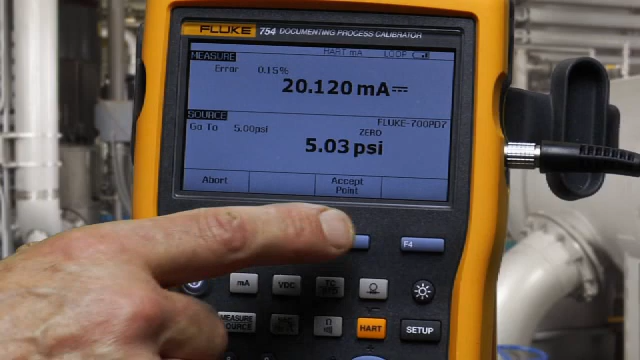 FLUKE 754 DOCUMENTING PROCESS CALIBRATOR
HART mA LOOP
MEASURE
Error 0.15%
20.120 mA
SOURCE
FLUKE-700PD7
Go To 5.00psi
ZERO
5.03 psi
Abort
Accept
Point
F4
mA VDC TC
MEASURE
SOURCE
Ω
HART SETUP